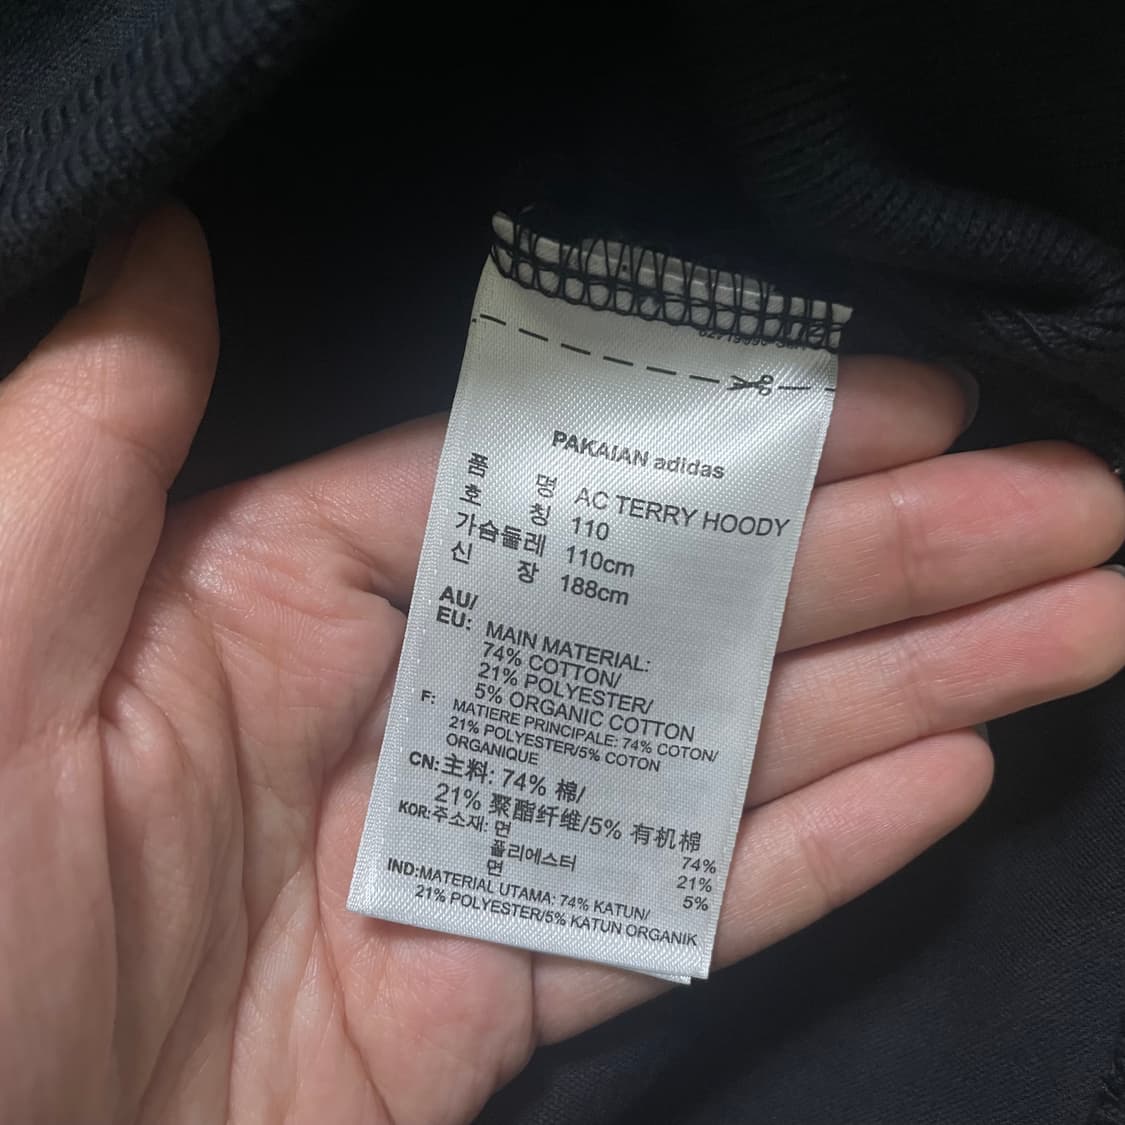 PAKAIAN adidas
품 명 AC TERRY HOODY
호 칭 110
가슴둘레 110cm
신 장 188cm
AU/
EU: MAIN MATERIAL:
74% COTTON/
21% POLYESTER/
5% ORGANIC COTTON
F: MATIERE PRINCIPALE: 74% COTON/
21% POLYESTER/5% COTON
ORGANIQUE
CN:主料: 74% 棉/
21% 聚酯纤维/5% 有机棉
KOR:주소재: 면 74%
폴리에스터 21%
면 5%
IND:MATERIAL UTAMA: 74% KATUN/
21% POLYESTER/5% KATUN ORGANIK